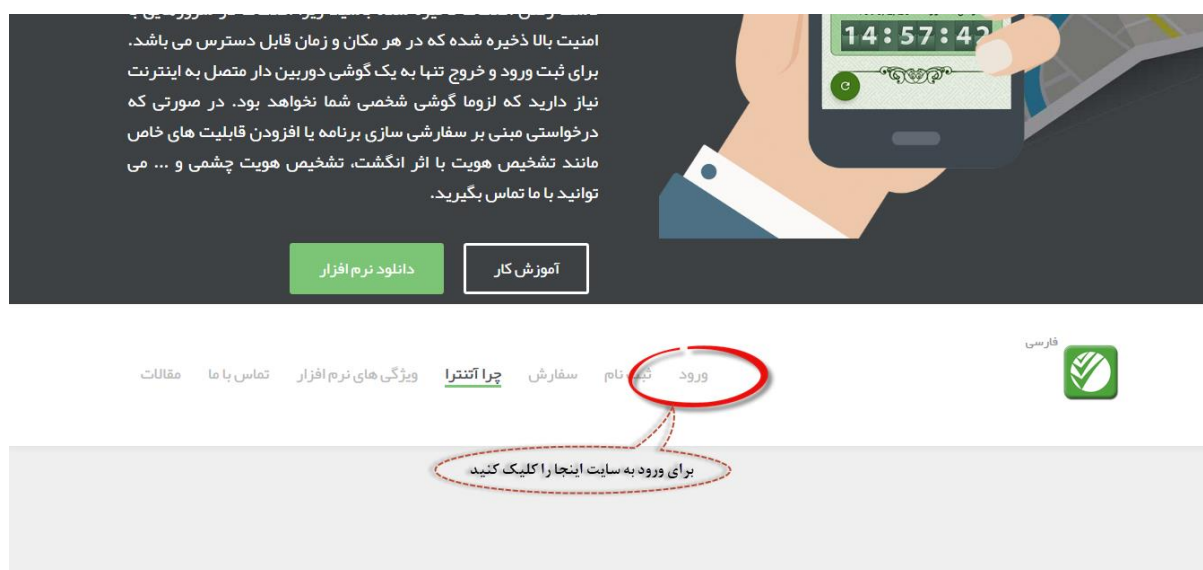 امنیت بالا ذخیره شده که در هر مکان و زمان قابل دسترس می باشد.
برای ثبت ورود و خروج تنها به یک گوشی دوربین دار متصل به اینترنت
نیاز دارید که لزوما گوشی شخصی شما نخواهد بود. در صورتی که
درخواستی مبنی بر سفارشی سازی برنامه یا افزودن قابلیت های خاص
مانند تشخیص هویت با اثر انگشت، تشخیص هویت چشمی و ... می
توانید با ما تماس بگیرید.
14:57:42
آموزش کار
دانلود نرم افزار
فارسی
ورود ثبت نام سفارش چرا آتنترا ویژگی های نرم افزار تماس با ما مقالات
برای ورود به سایت اینجا را کلیک کنید